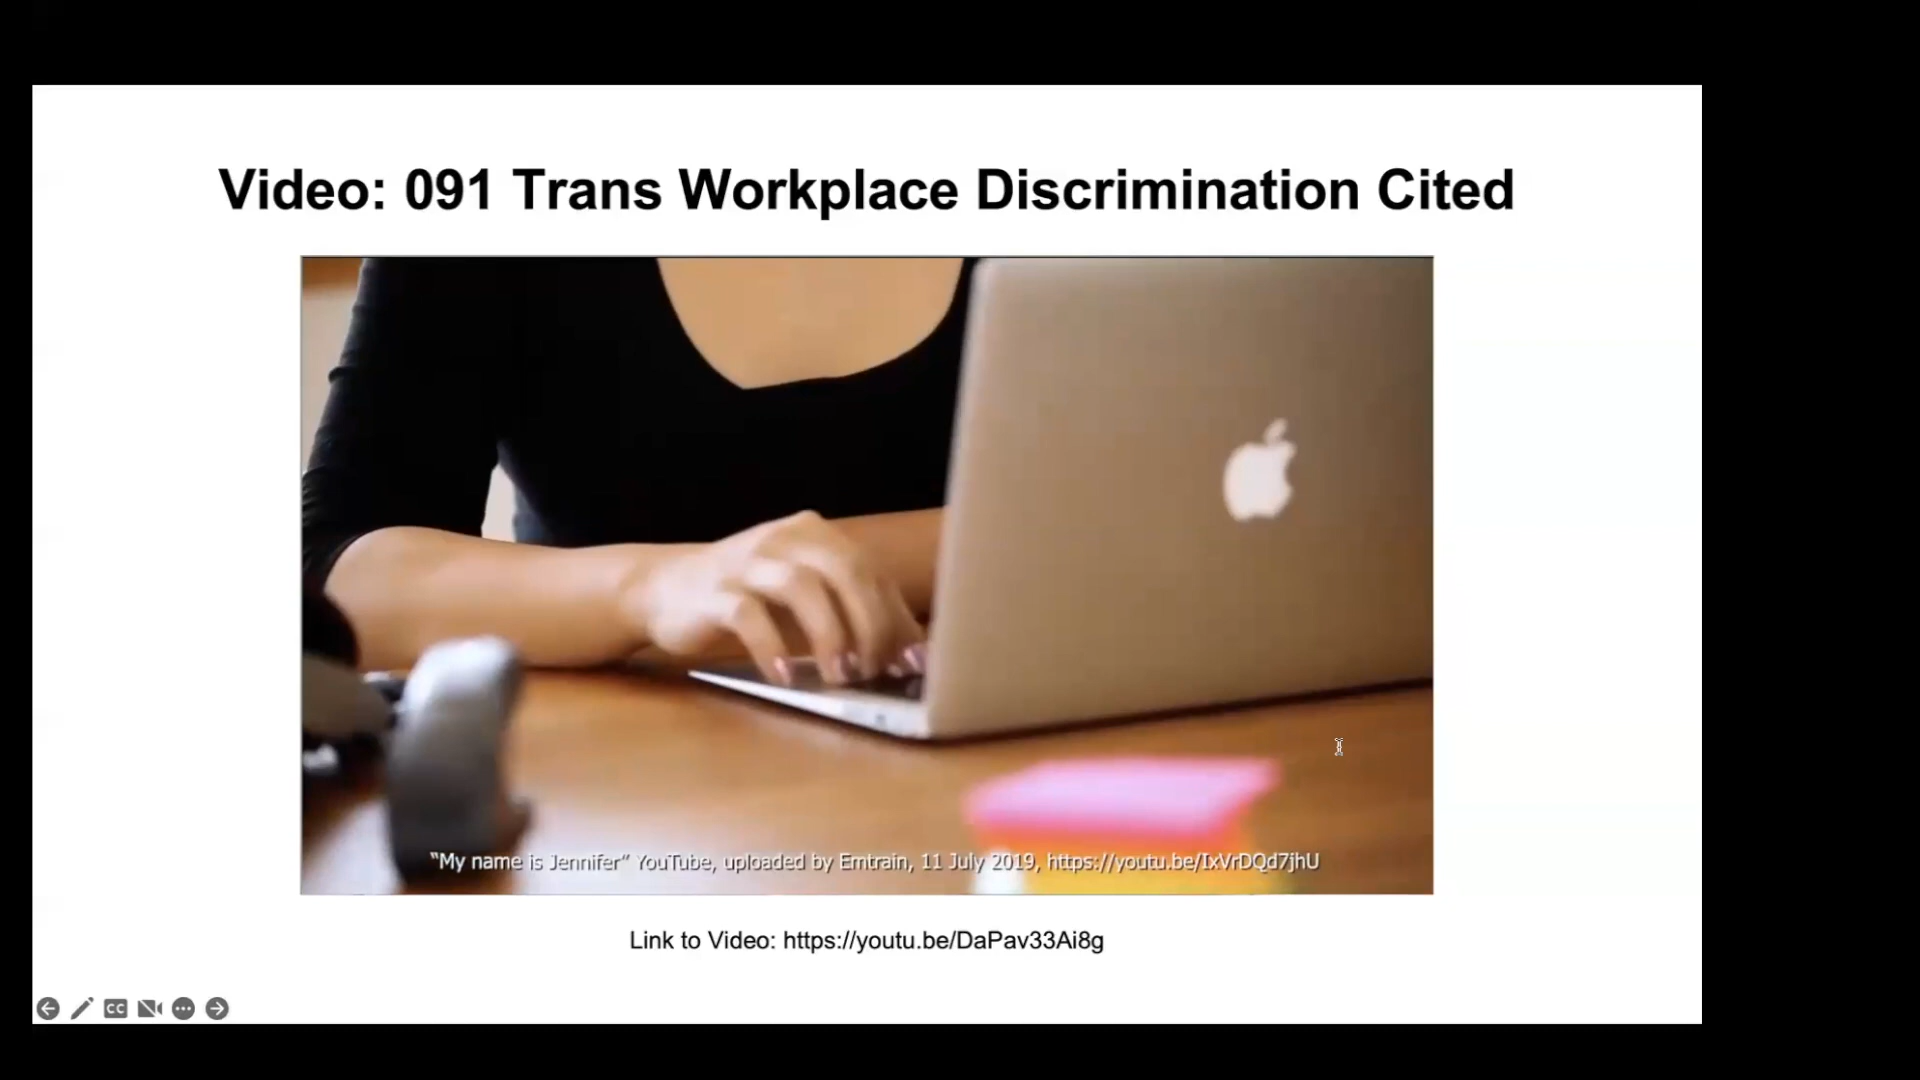 Video: 091 Trans Workplace Discrimination Cited
“My name is Jennifer” YouTube, uploaded by Emtrain, 11 July 2019, https://youtu.be/IxVrDQd7jhU
Link to Video: https://youtu.be/DaPav33Ai8g
CC